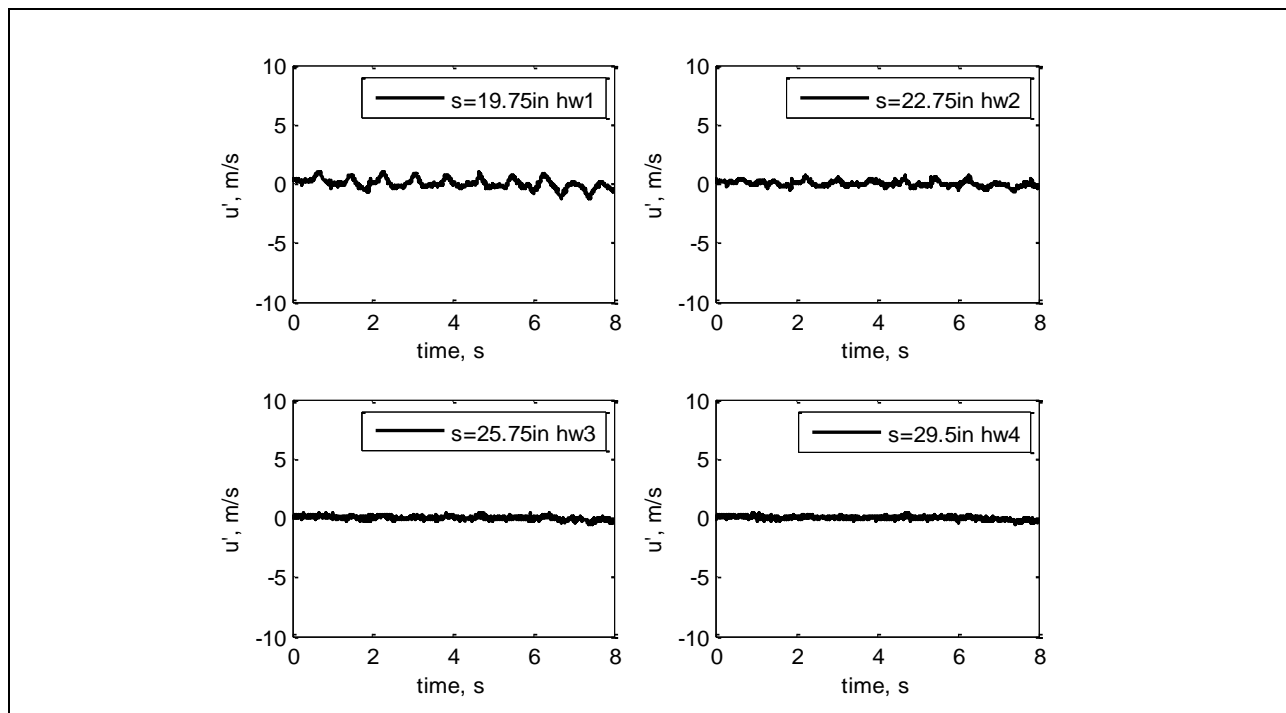 10
s=19.75in hw1
5
0
-5
-10
u', m/s
0 2 4 6 8
time, s
10
s=22.75in hw2
5
0
-5
-10
u', m/s
0 2 4 6 8
time, s
10
s=25.75in hw3
5
0
-5
-10
u', m/s
0 2 4 6 8
time, s
10
s=29.5in hw4
5
0
-5
-10
u', m/s
0 2 4 6 8
time, s